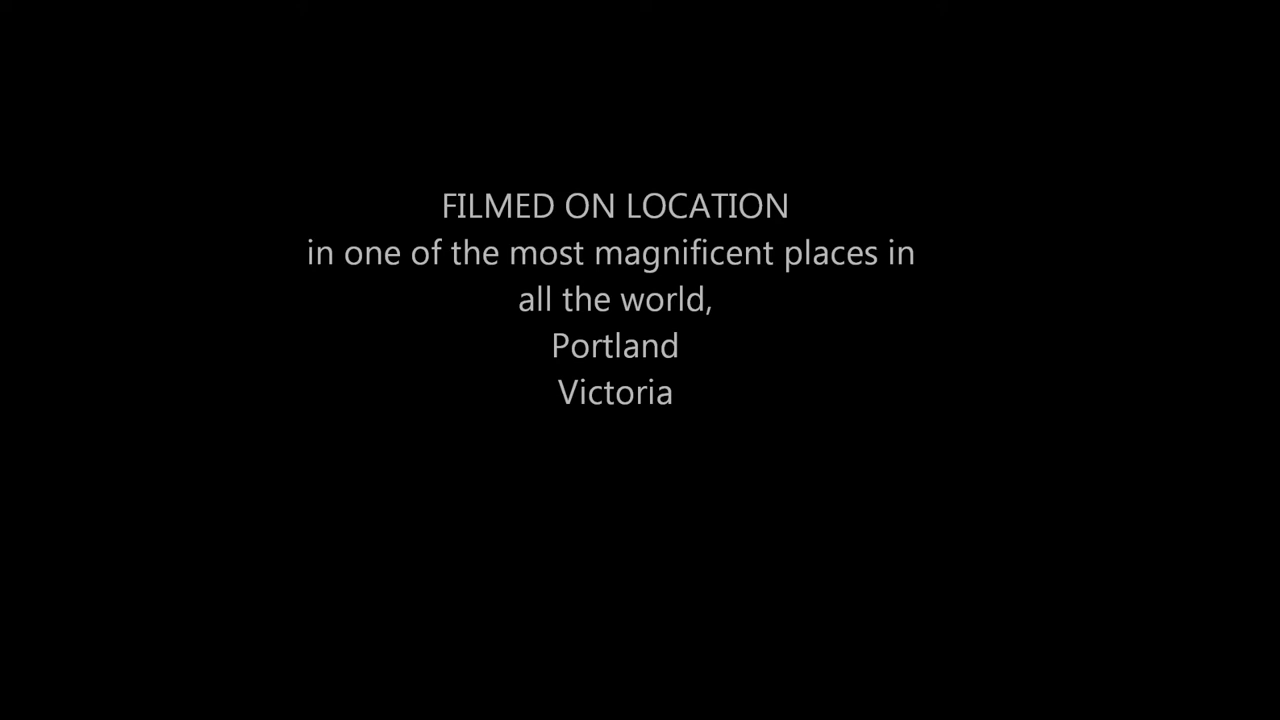 FILMED ON LOCATION
in one of the most magnificent places in
all the world,
Portland
Victoria